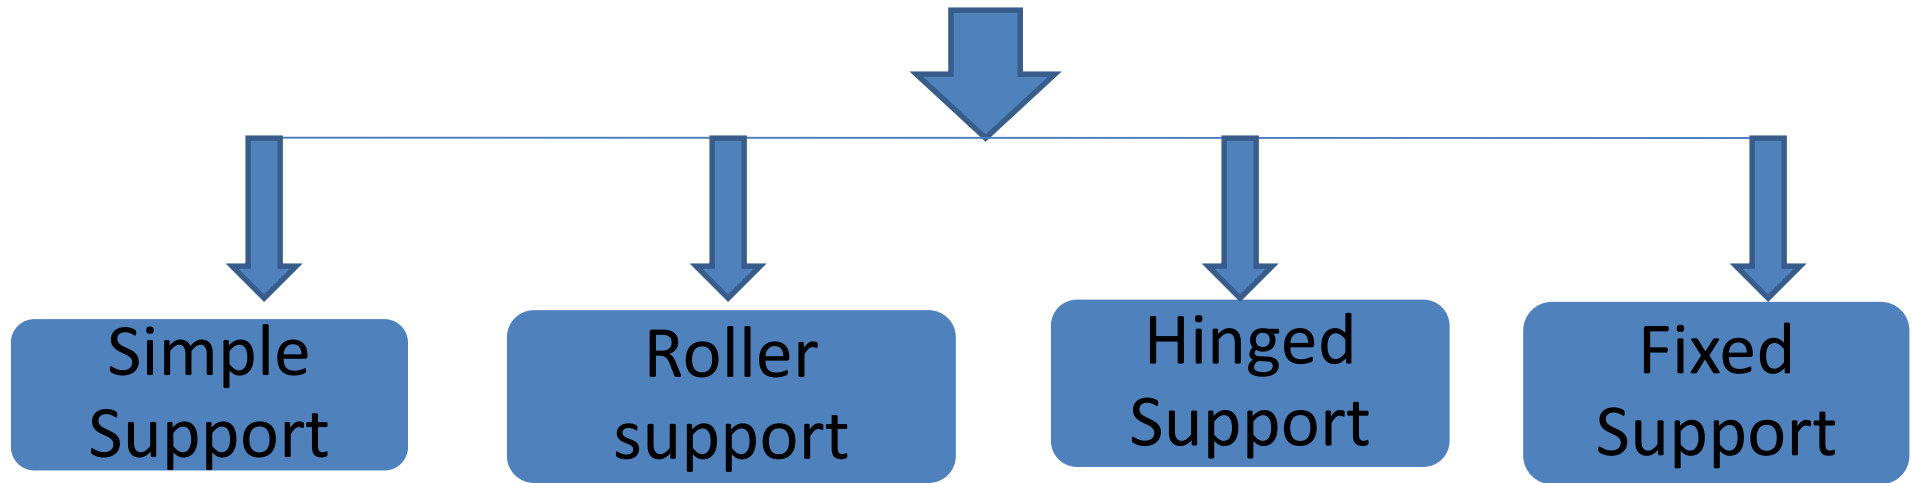 Simple
Support
Roller
support
Hinged
Support
Fixed
Support